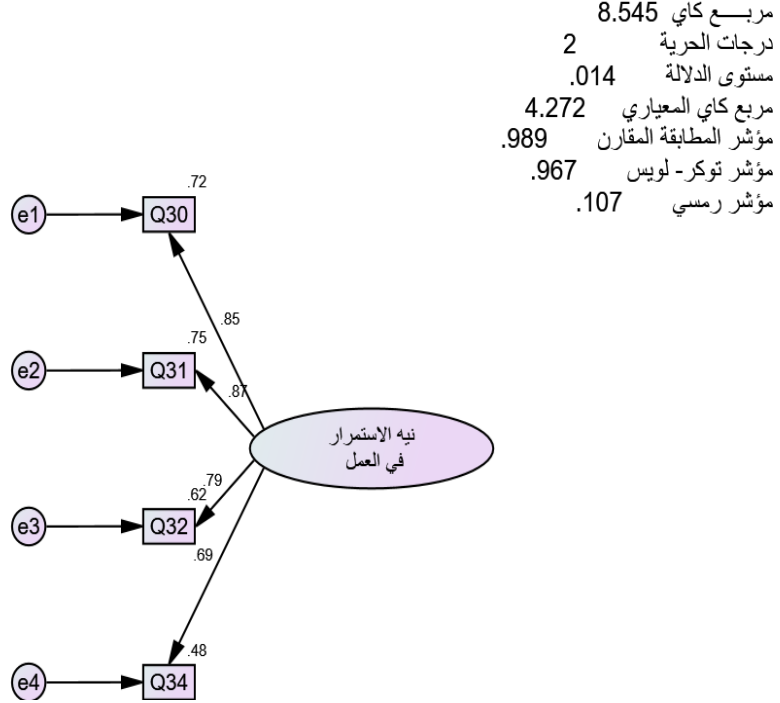 مربـــع كاي 8.545
درجات الحرية 2
مستوى الدلالة .014
مربع كاي المعياري 4.272
مؤشر المطابقة المقارن .989
مؤشر توكر- لويس .967
مؤشر رمسي .107
.72
e1
Q30
.85
.75
e2
Q31
.87
نيه الاستمرار
في العمل
.79
.62
e3
Q32
.69
.48
e4
Q34